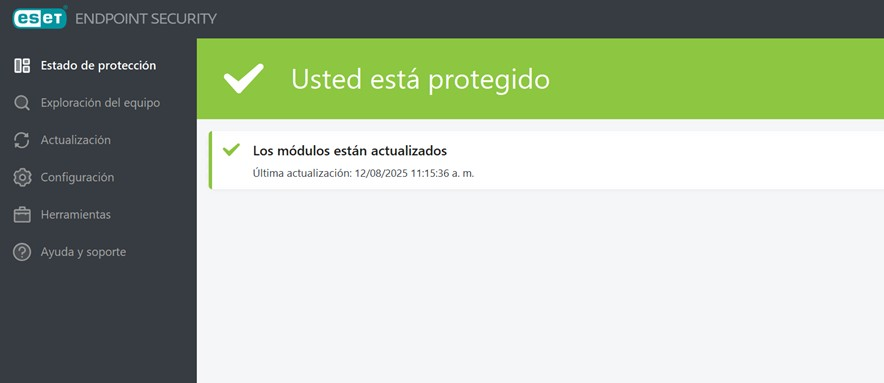 eset ENDPOINT SECURITY
Estado de protección
Exploración del equipo
Actualización
Configuración
Herramientas
Ayuda y soporte
Usted está protegido
Los módulos están actualizados
Última actualización: 12/08/2025 11:15:36 a. m.